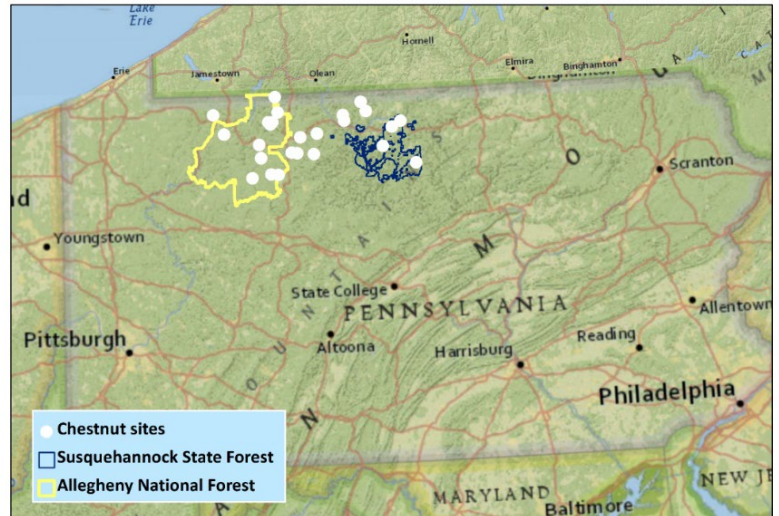 Lake
Erie
Hornell
Erie
Jamestown
Olean
Elmira
Binghamton
Binghamton
Scranton
Youngstown
State College
PENNSYLVANIA
Allentown
Pittsburgh
Altoona
Harrisburg
Reading
Philadelphia
Chestnut sites
Susquehannock State Forest
Allegheny National Forest
MARYLAND
NEW JE
Baltimore